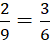 2/9 = 3/6